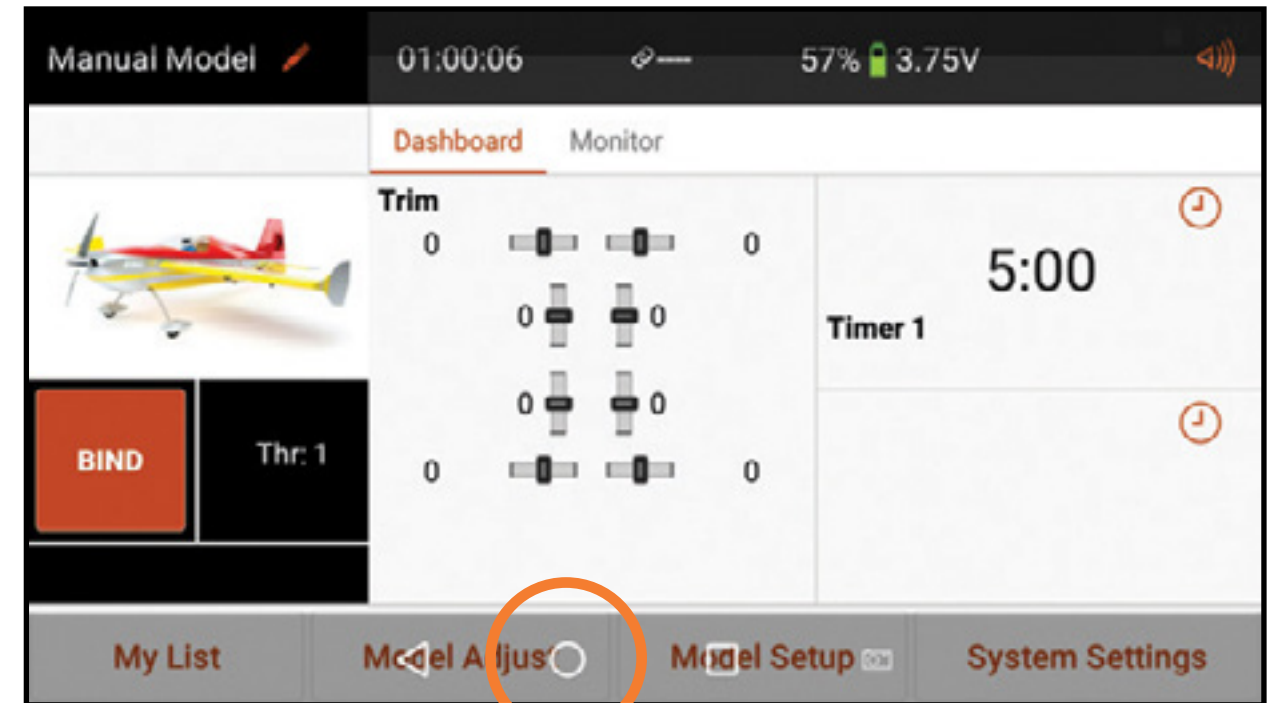 Manual Model 01:00:06 57% 3.75V
Dashboard Monitor
Trim
0 0
5:00
0 0
Timer 1
0 0
BIND Thr: 1
0 0
My List Model Adjust Model Setup System Settings